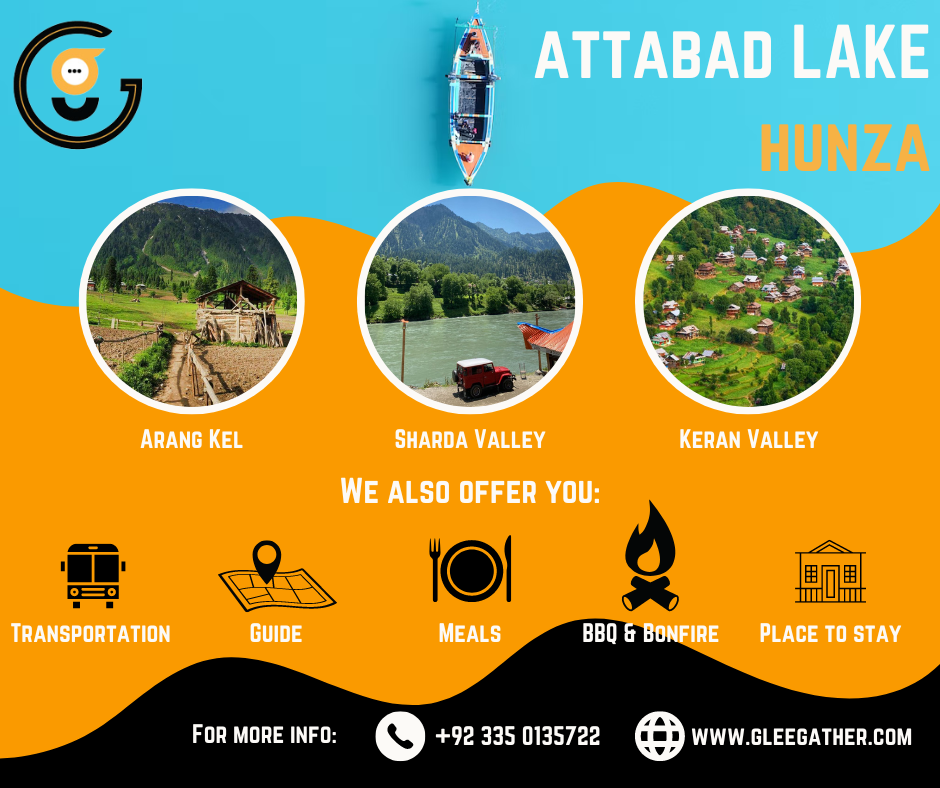 ATTABAD LAKE
HUNZA
ARANG KEL
SHARDA VALLEY
KERAN VALLEY
WE ALSO OFFER YOU:
TRANSPORTATION
GUIDE
MEALS
BBQ & BONFIRE
PLACE TO STAY
FOR MORE INFO:
+92 335 0135722
WWW.GLEEGATHER.COM